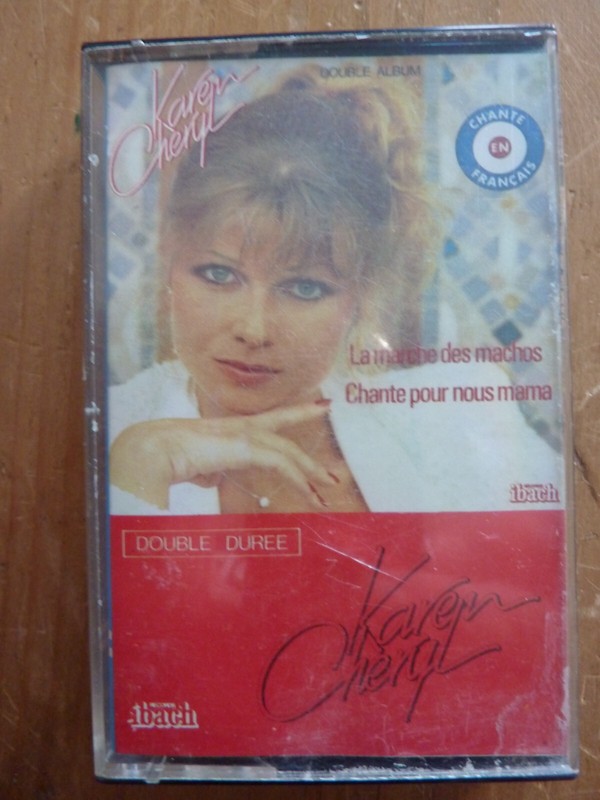 Karen
Cheryl
DOUBLE ALBUM
CHANTE
EN
FRANÇAIS
La marche des machos
Chante pour nous mama
ibach
DOUBLE DUREE
Karen
Cheryl
ibach